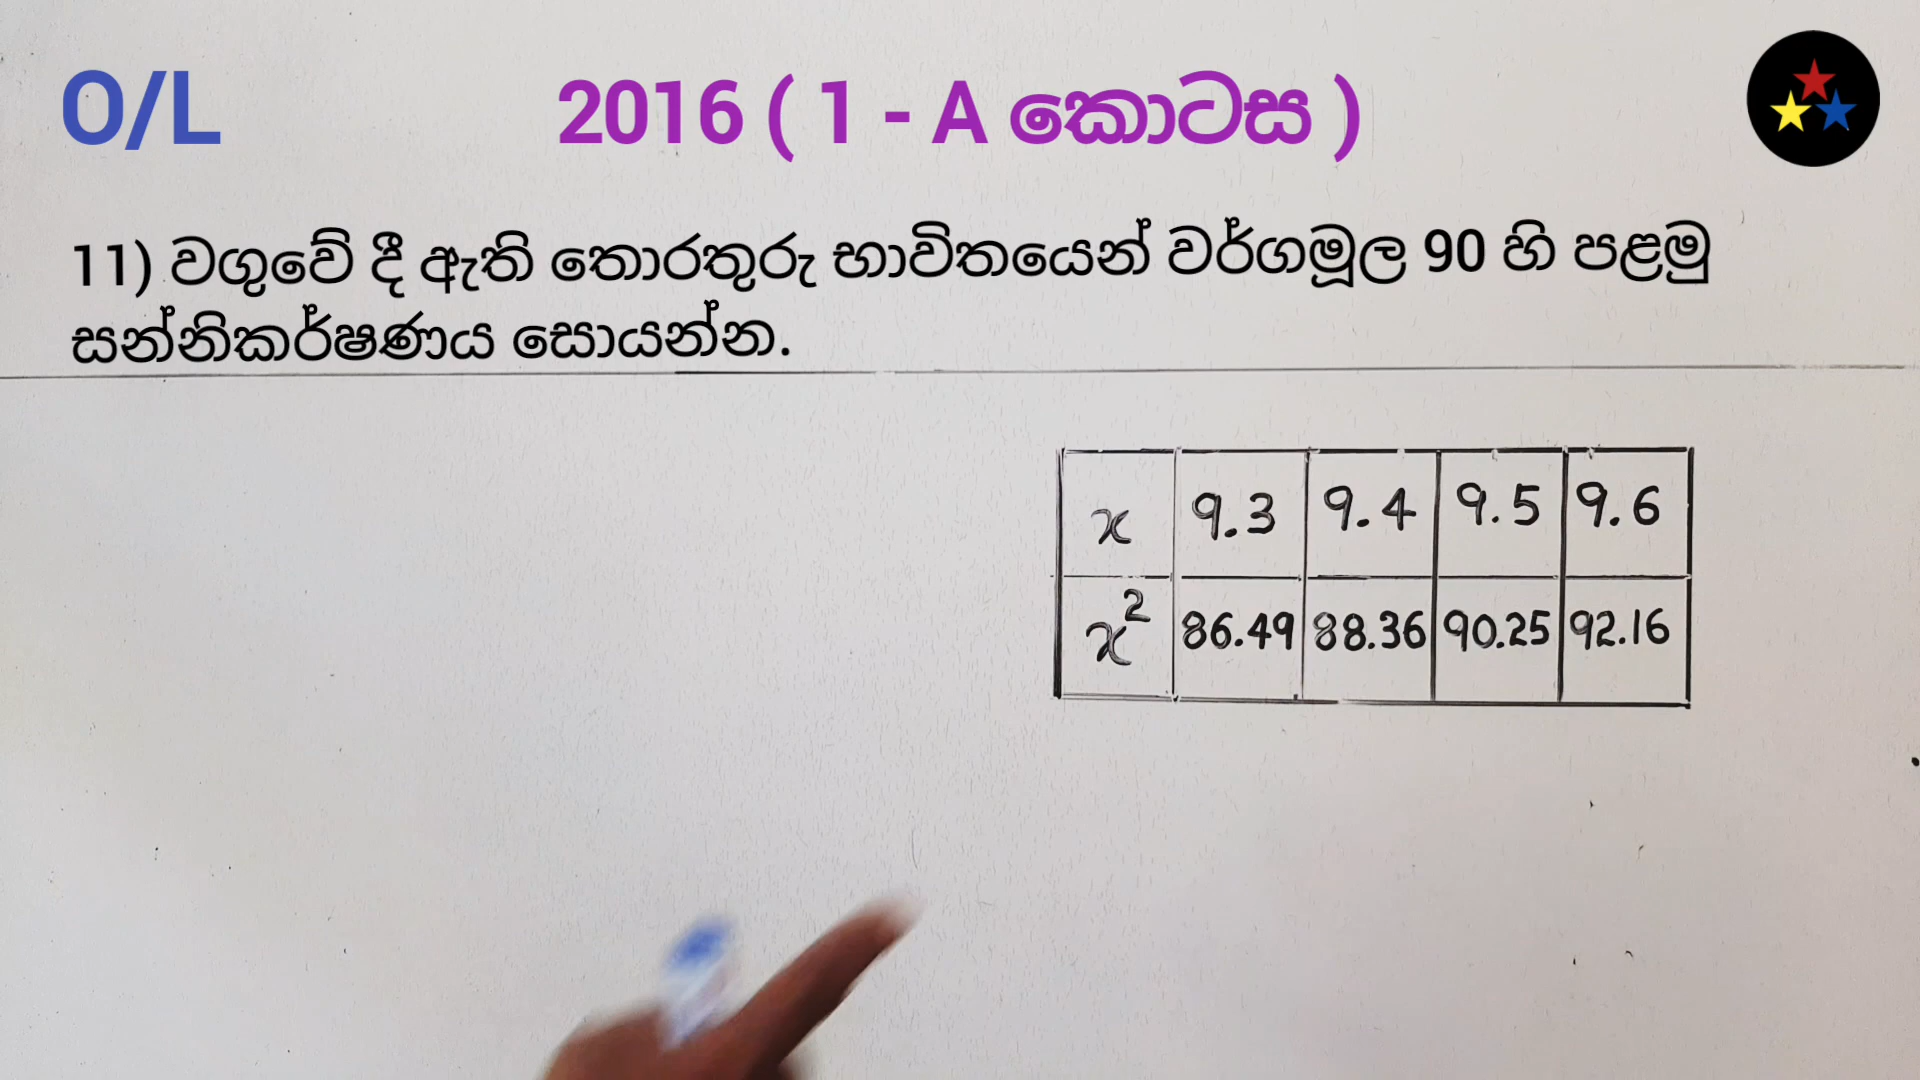 O/L 2016 ( 1 - A කොටස )
11) වගුවේ දී ඇති තොරතුරු භාවිතයෙන් වර්ගමූල 90 හි පළමු
සන්නිකර්ෂණය සොයන්න.
x 9.3 9.4 9.5 9.6
x² 86.49 88.36 90.25 92.16